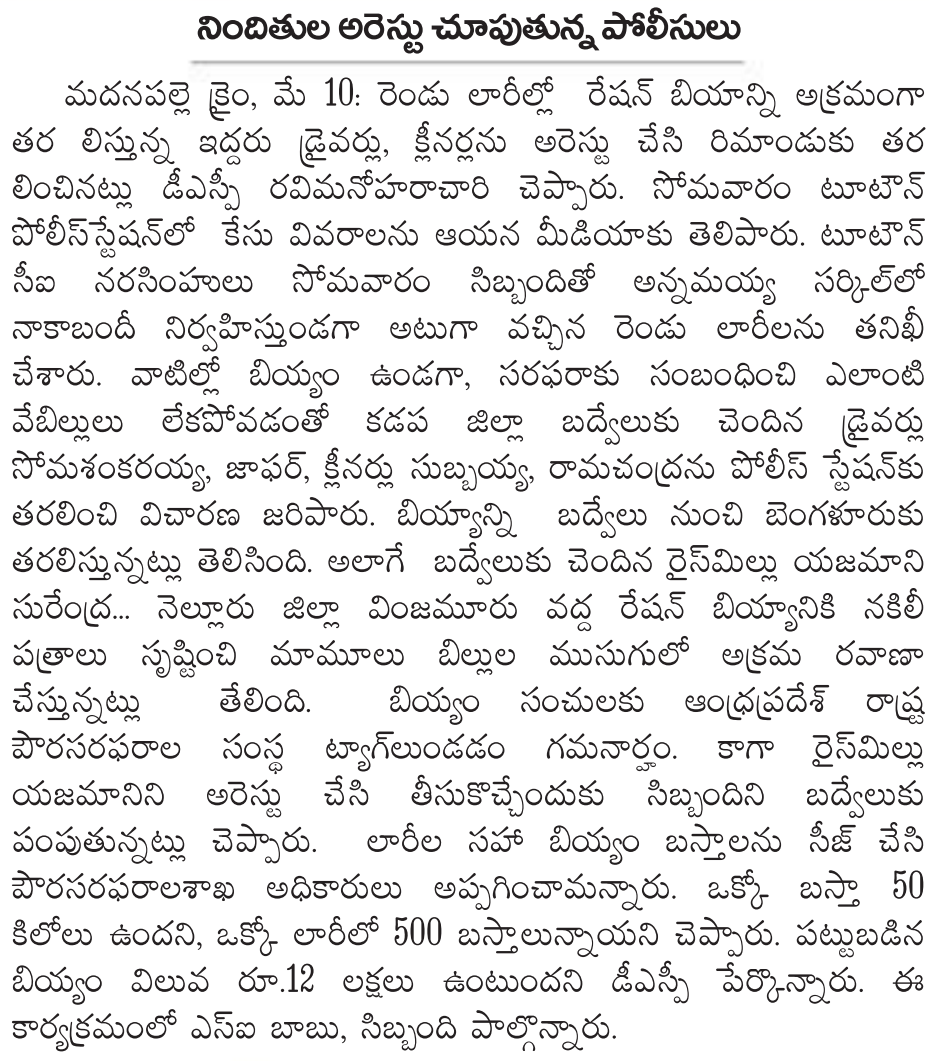 నిందితుల అరెస్టు చూపుతున్న పోలీసులు
మదనపల్లె క్రైం, మే 10: రెండు లారీల్లో రేషన్ బియాన్ని అక్రమంగా
తర లిస్తున్న ఇద్దరు డ్రైవర్లు, క్లీనర్లను అరెస్టు చేసి రిమాండుకు తర
లించినట్లు డీఎస్పీ రవిమనోహరాచారి చెప్పారు. సోమవారం టూటౌన్
పోలీస్‌స్టేషన్‌లో కేసు వివరాలను ఆయన మీడియాకు తెలిపారు. టూటౌన్
సీఐ నరసింహులు సోమవారం సిబ్బందితో అన్నమయ్య సర్కిల్‌లో
నాకాబందీ నిర్వహిస్తుండగా అటుగా వచ్చిన రెండు లారీలను తనిఖీ
చేశారు. వాటిల్లో బియ్యం ఉండగా, సరఫరాకు సంబంధించి ఎలాంటి
వేబిల్లులు లేకపోవడంతో కడప జిల్లా బద్వేలుకు చెందిన డ్రైవర్లు
సోమశంకరయ్య, జాఫర్, క్లీనర్లు సుబ్బయ్య, రామచంద్రను పోలీస్ స్టేషన్‌కు
తరలించి విచారణ జరిపారు. బియ్యాన్ని బద్వేలు నుంచి బెంగళూరుకు
తరలిస్తున్నట్లు తెలిసింది. అలాగే బద్వేలుకు చెందిన రైస్‌మిల్లు యజమాని
సురేంద్ర... నెల్లూరు జిల్లా వింజమూరు వద్ద రేషన్ బియ్యానికి నకిలీ
పత్రాలు సృష్టించి మామూలు బిల్లుల ముసుగులో అక్రమ రవాణా
చేస్తున్నట్లు తేలింది. బియ్యం సంచులకు ఆంధ్రప్రదేశ్ రాష్ట్ర
పౌరసరఫరాల సంస్థ ట్యాగ్‌లుండడం గమనార్హం. కాగా రైస్‌మిల్లు
యజమానిని అరెస్టు చేసి తీసుకొచ్చేందుకు సిబ్బందిని బద్వేలుకు
పంపుతున్నట్లు చెప్పారు. లారీల సహా బియ్యం బస్తాలను సీజ్ చేసి
పౌరసరఫరాలశాఖ అధికారులు అప్పగించామన్నారు. ఒక్కో బస్తా 50
కిలోలు ఉందని, ఒక్కో లారీలో 500 బస్తాలున్నాయని చెప్పారు. పట్టుబడిన
బియ్యం విలువ రూ.12 లక్షలు ఉంటుందని డీఎస్పీ పేర్కొన్నారు. ఈ
కార్యక్రమంలో ఎస్ఐ బాబు, సిబ్బంది పాల్గొన్నారు.